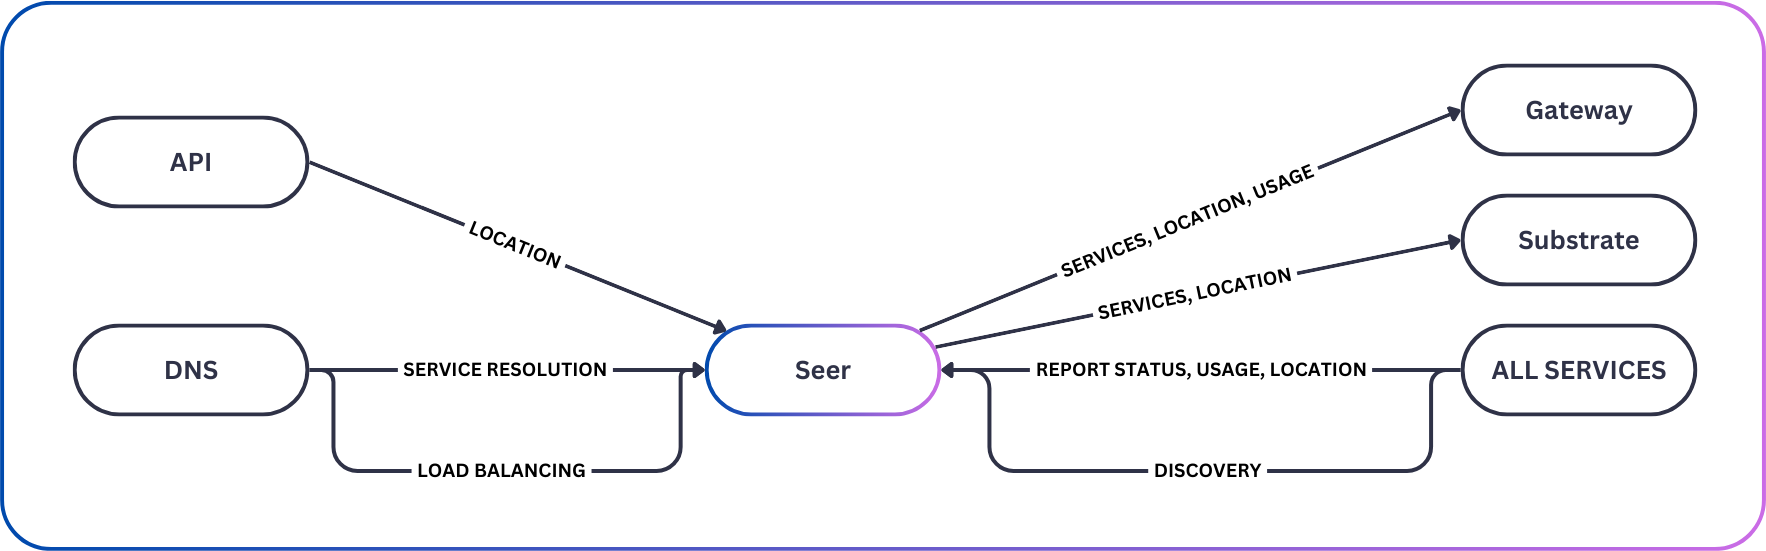 API
LOCATION
DNS
SERVICE RESOLUTION
LOAD BALANCING
Seer
SERVICES, LOCATION, USAGE
SERVICES, LOCATION
REPORT STATUS, USAGE, LOCATION
DISCOVERY
Gateway
Substrate
ALL SERVICES